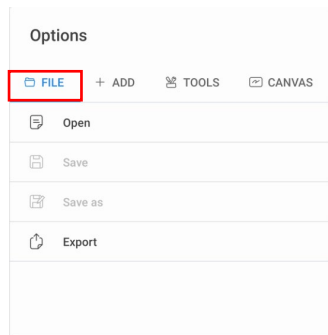 Options
FILE + ADD TOOLS CANVAS
Open
Save
Save as
Export